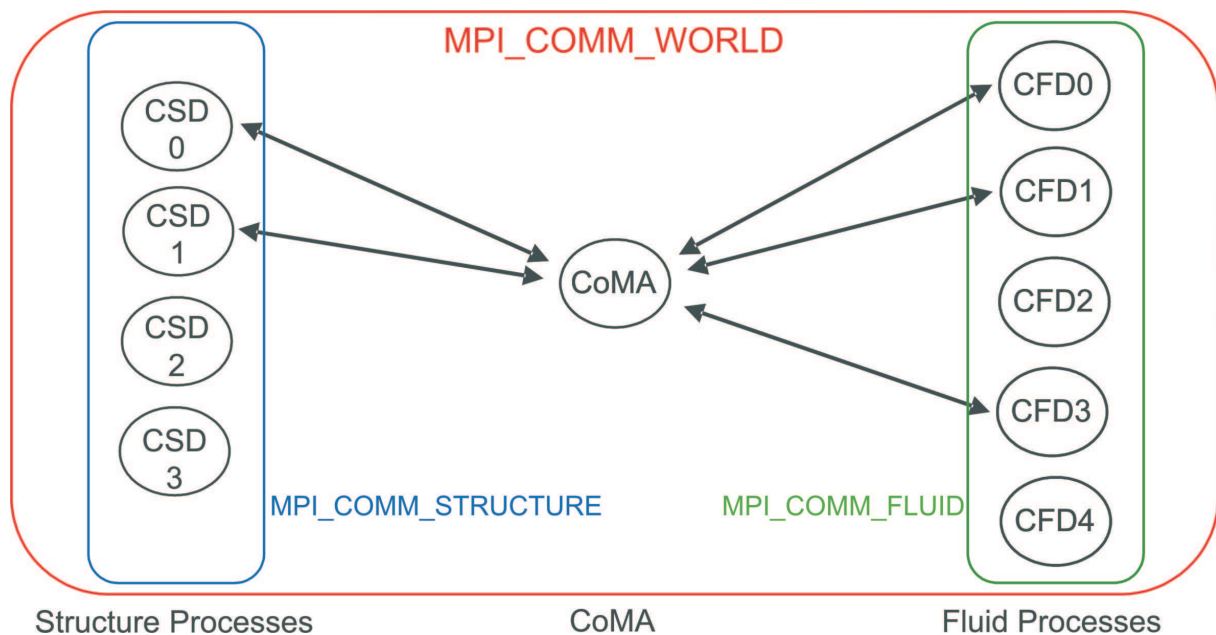 MPI_COMM_WORLD
CSD
0
CSD
1
CSD
2
CSD
3
CoMA
CFD0
CFD1
CFD2
CFD3
CFD4
MPI_COMM_STRUCTURE
MPI_COMM_FLUID
Structure Processes
CoMA
Fluid Processes